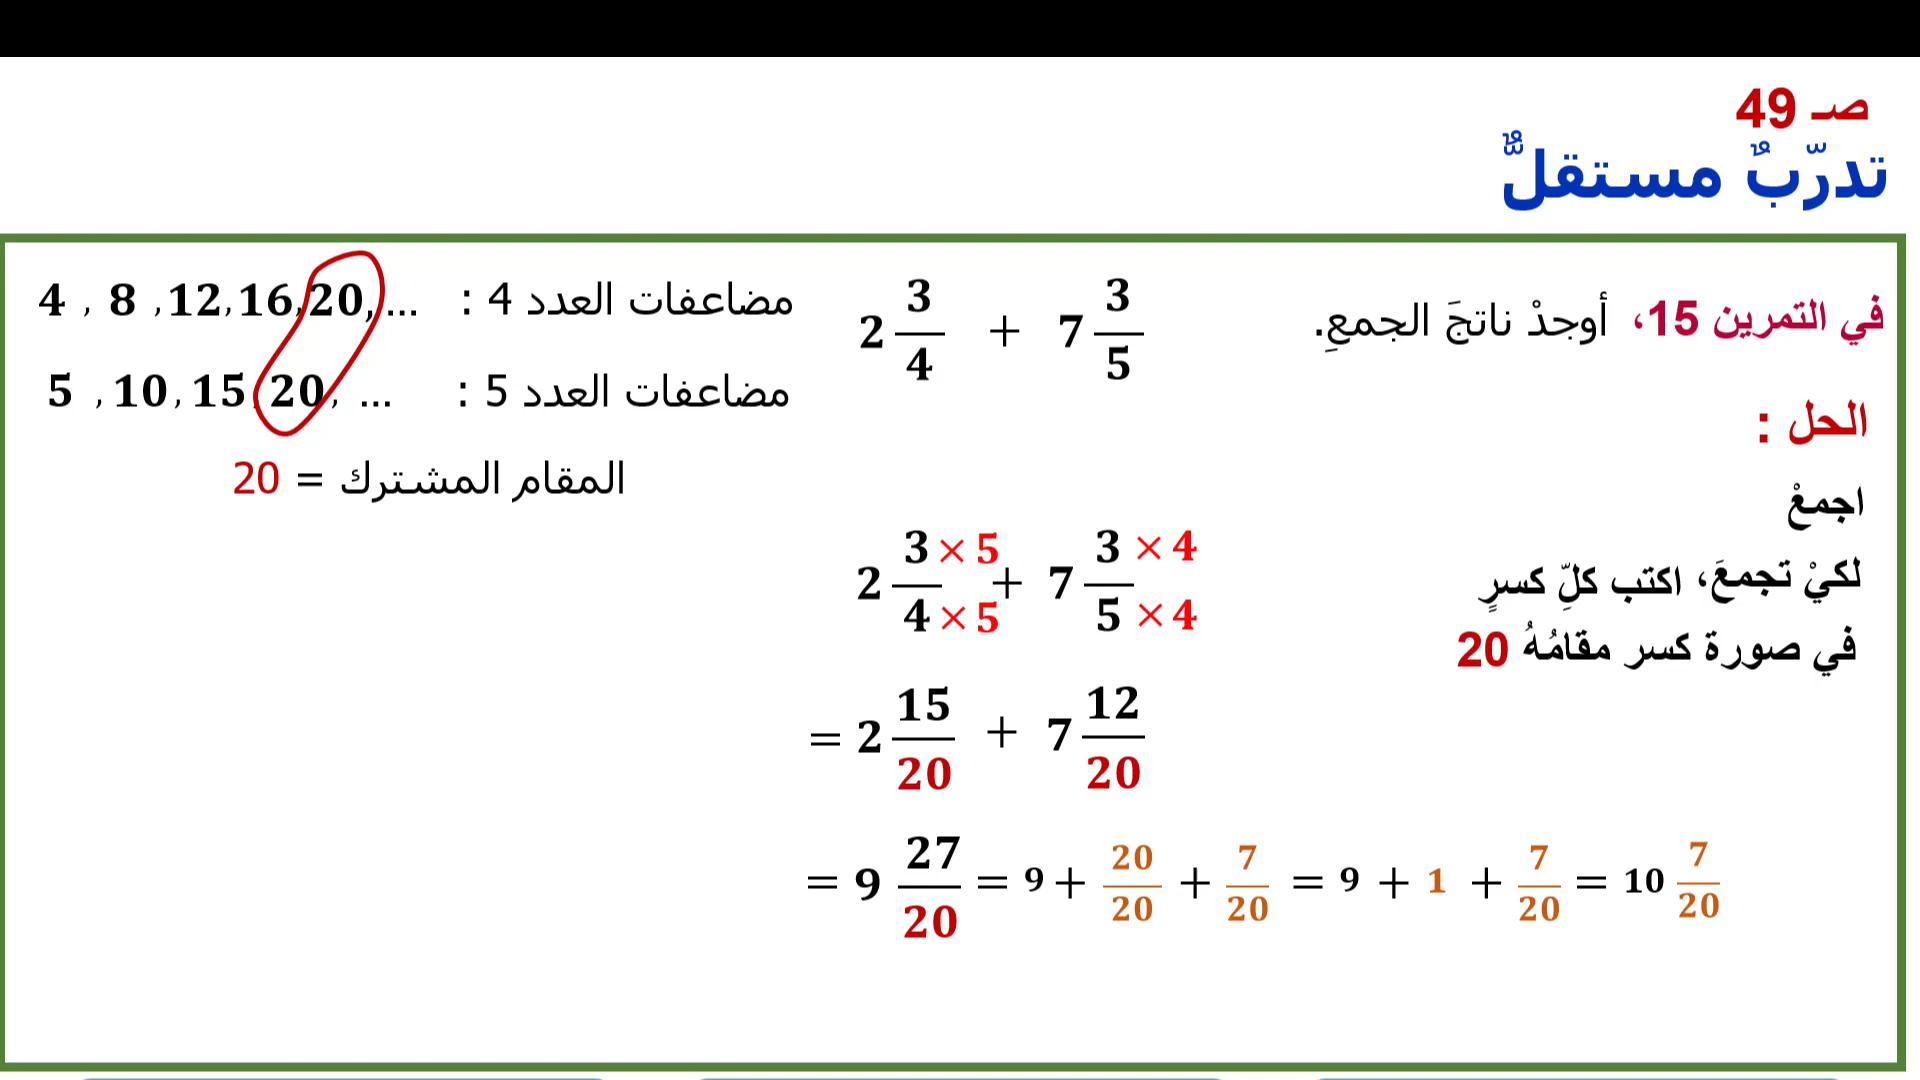 صـ 49
تدرّبٌ مستقلٌّ
في التمرين 15، أوجدْ ناتجَ الجمعِ.
2 3/4 + 7 3/5
مضاعفات العدد 4 : 4 , 8 ,12,16,20, ...
مضاعفات العدد 5 : 5 ,10,15, 20, ...
المقام المشترك = 20
الحل :
اجمعْ
لكيْ تجمعَ، اكتب كلِّ كسرٍ
في صورة كسر مقامُهُ 20
2 3×5/4×5 + 7 3×4/5×4
= 2 15/20 + 7 12/20
= 9 27/20 = 9 + 20/20 + 7/20 = 9 + 1 + 7/20 = 10 7/20